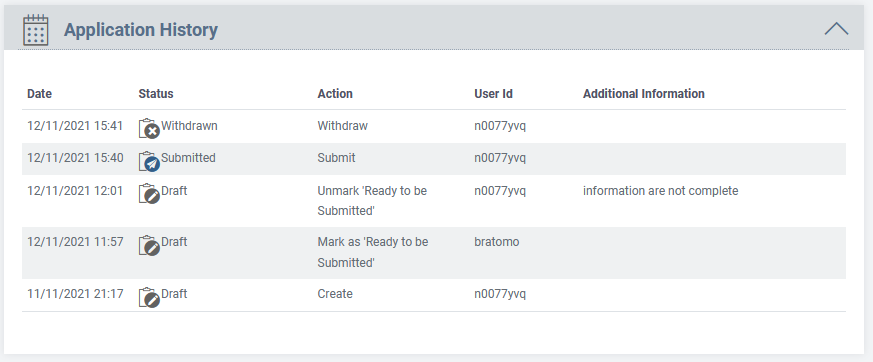 Application History
Date Status Action User Id Additional Information
12/11/2021 15:41 Withdrawn Withdraw n0077yvq
12/11/2021 15:40 Submitted Submit n0077yvq
12/11/2021 12:01 Draft Unmark 'Ready to be Submitted' n0077yvq information are not complete
12/11/2021 11:57 Draft Mark as 'Ready to be Submitted' bratomo
11/11/2021 21:17 Draft Create n0077yvq